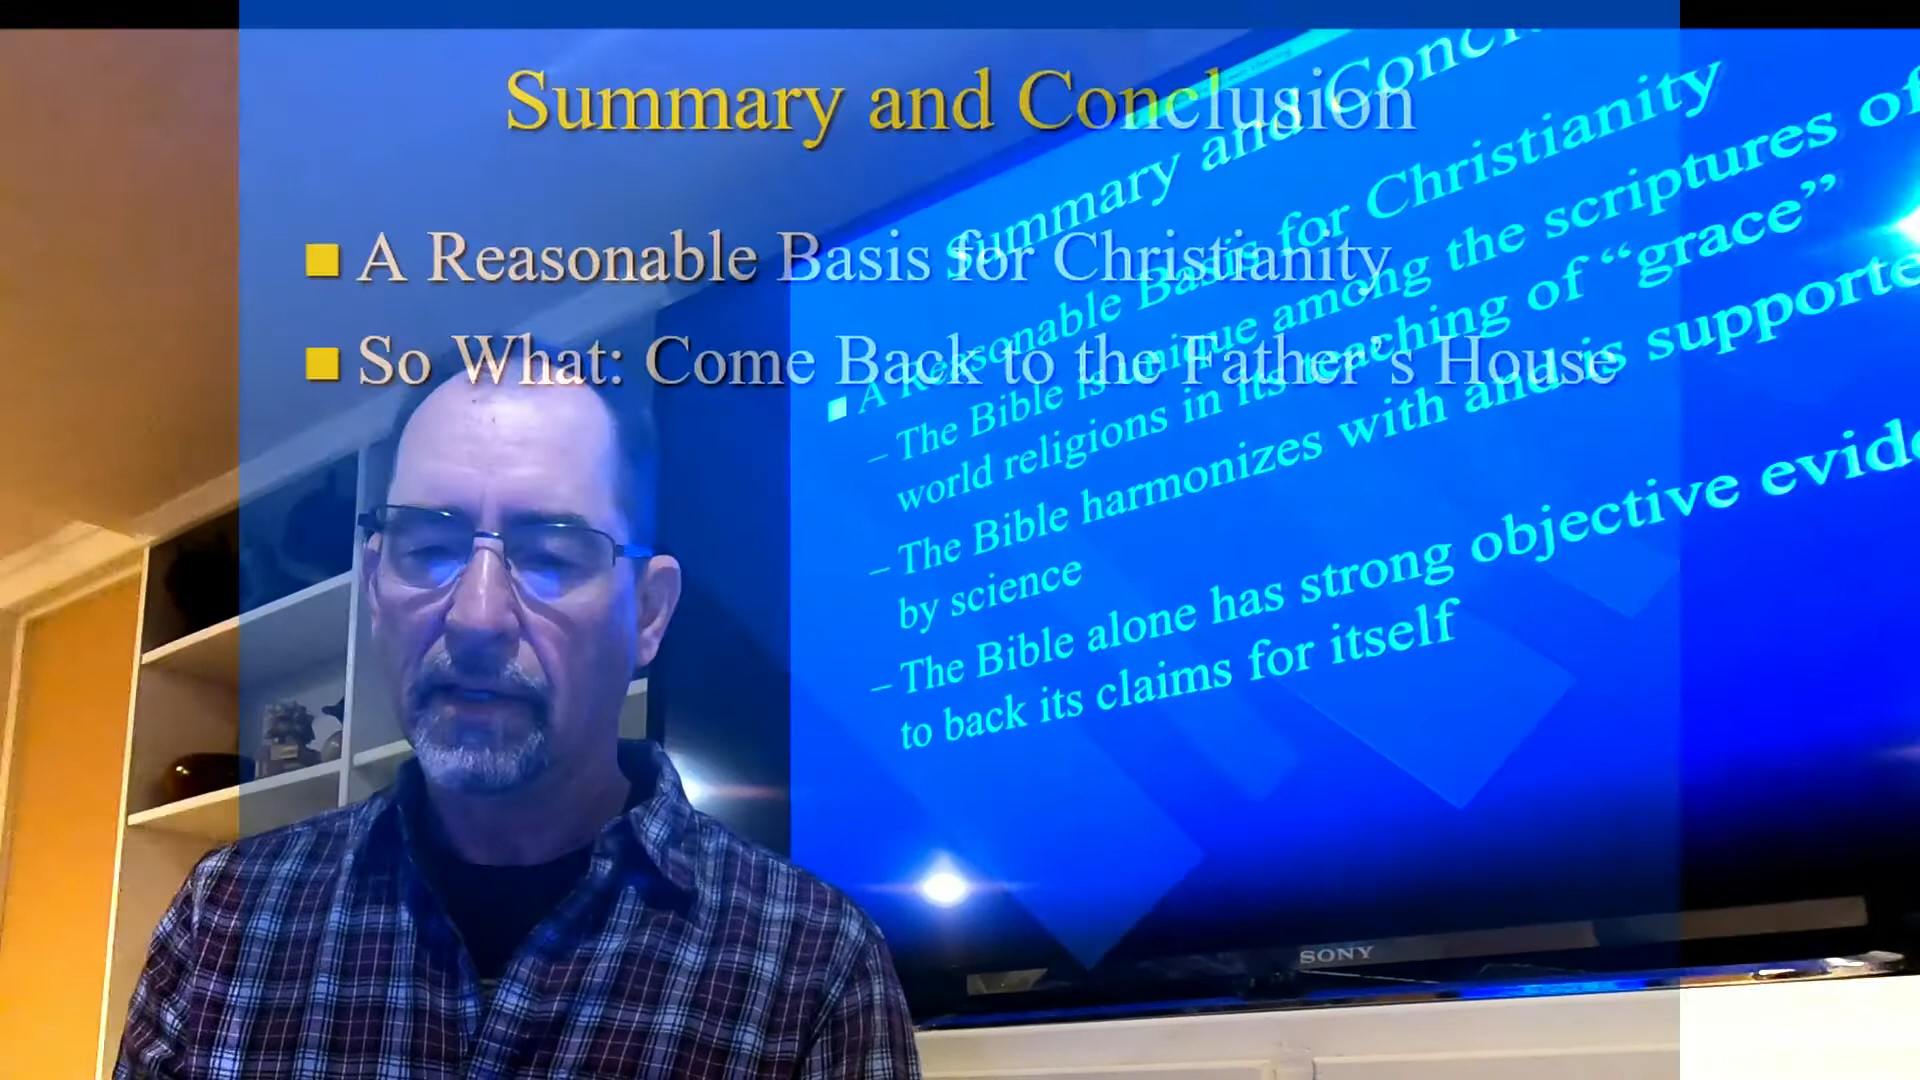 Summary and Conclusion
A Reasonable Basis for Christianity
So What: Come Back to the Father's House
Summary and
A Reasonable Basis for Christianity
– The Bible is unique among the scriptures of
world religions in its teaching of “grace”
– The Bible harmonizes with and is
by science
– The Bible alone has strong objective
to back its claims for itself
SONY